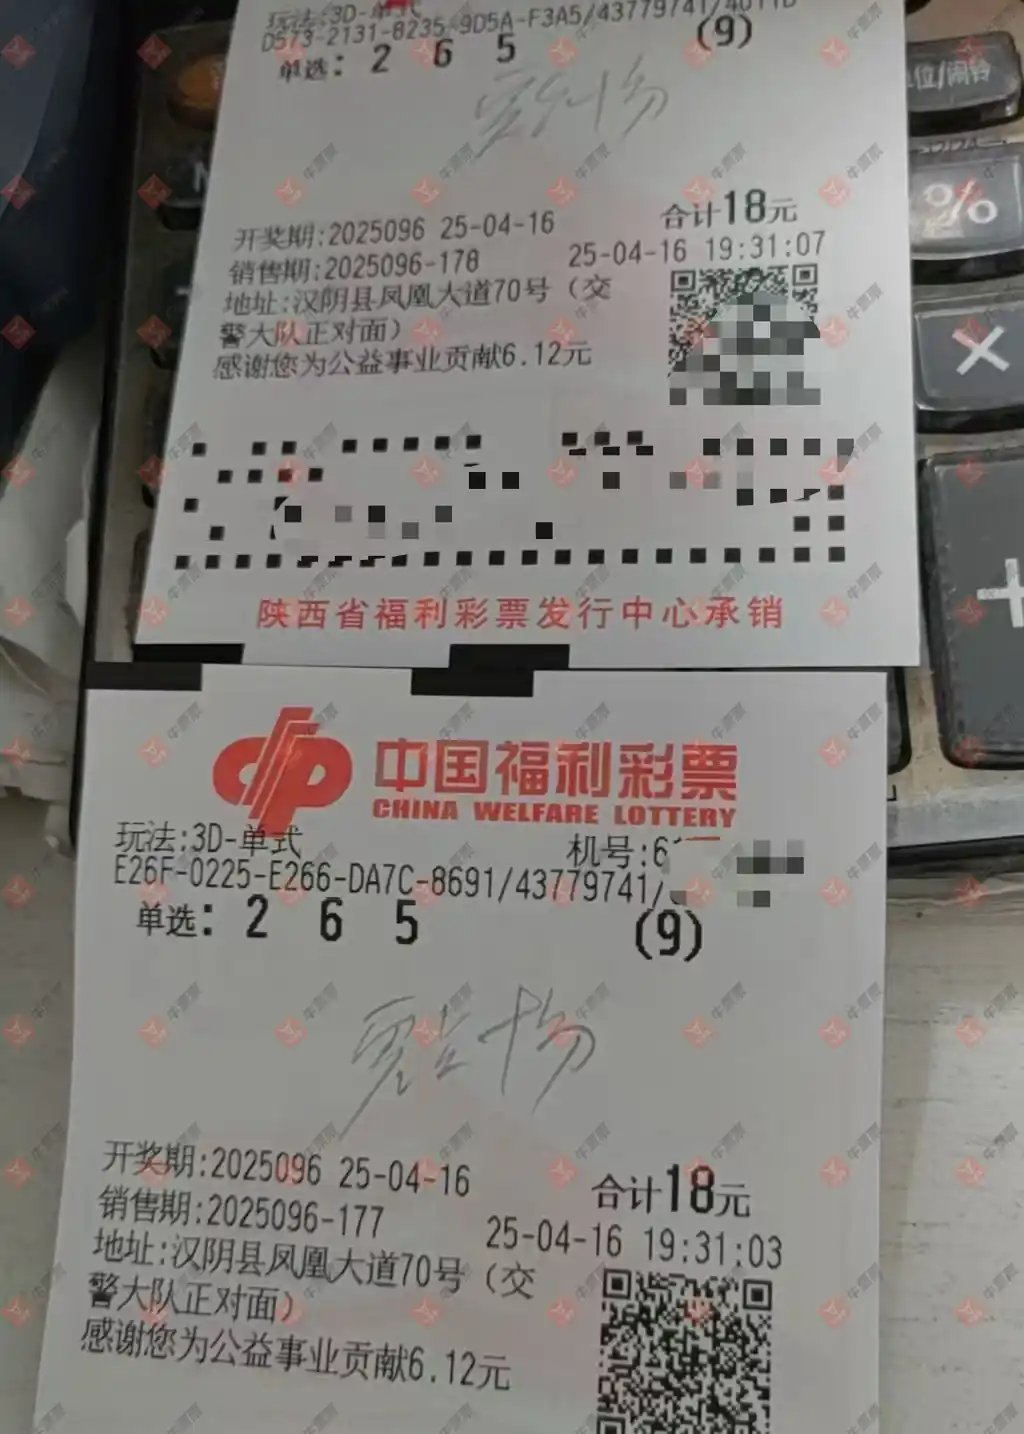 玩法:3D-单式
D573-2131-8235-9D5A-F3A5/43779741/4011D
单选: 2 6 5 (9)
开奖期:2025096 25-04-16 合计18元
销售期:2025096-178 25-04-16 19:31:07
地址:汉阴县凤凰大道70号（交
警大队正对面）
感谢您为公益事业贡献6.12元
陕西省福利彩票发行中心承销
中国福利彩票
CHINA WELFARE LOTTERY
玩法:3D-单式 机号:6
E26F-0225-E266-DA7C-8691/43779741/
单选: 2 6 5 (9)
开奖期:2025096 25-04-16 合计18元
销售期:2025096-177 25-04-16 19:31:03
地址:汉阴县凤凰大道70号（交
警大队正对面）
感谢您为公益事业贡献6.12元
位/闹铃
%
×
+